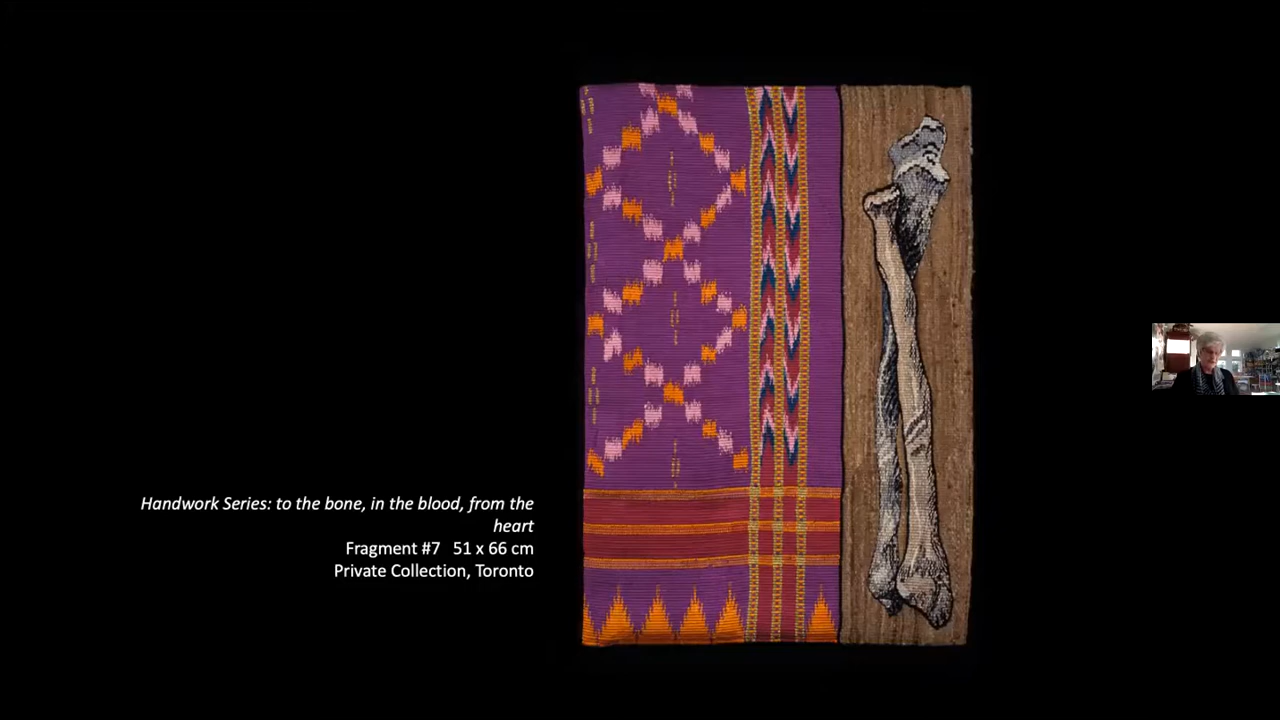 Handwork Series: to the bone, in the blood, from the
heart
Fragment #7 51 x 66 cm
Private Collection, Toronto